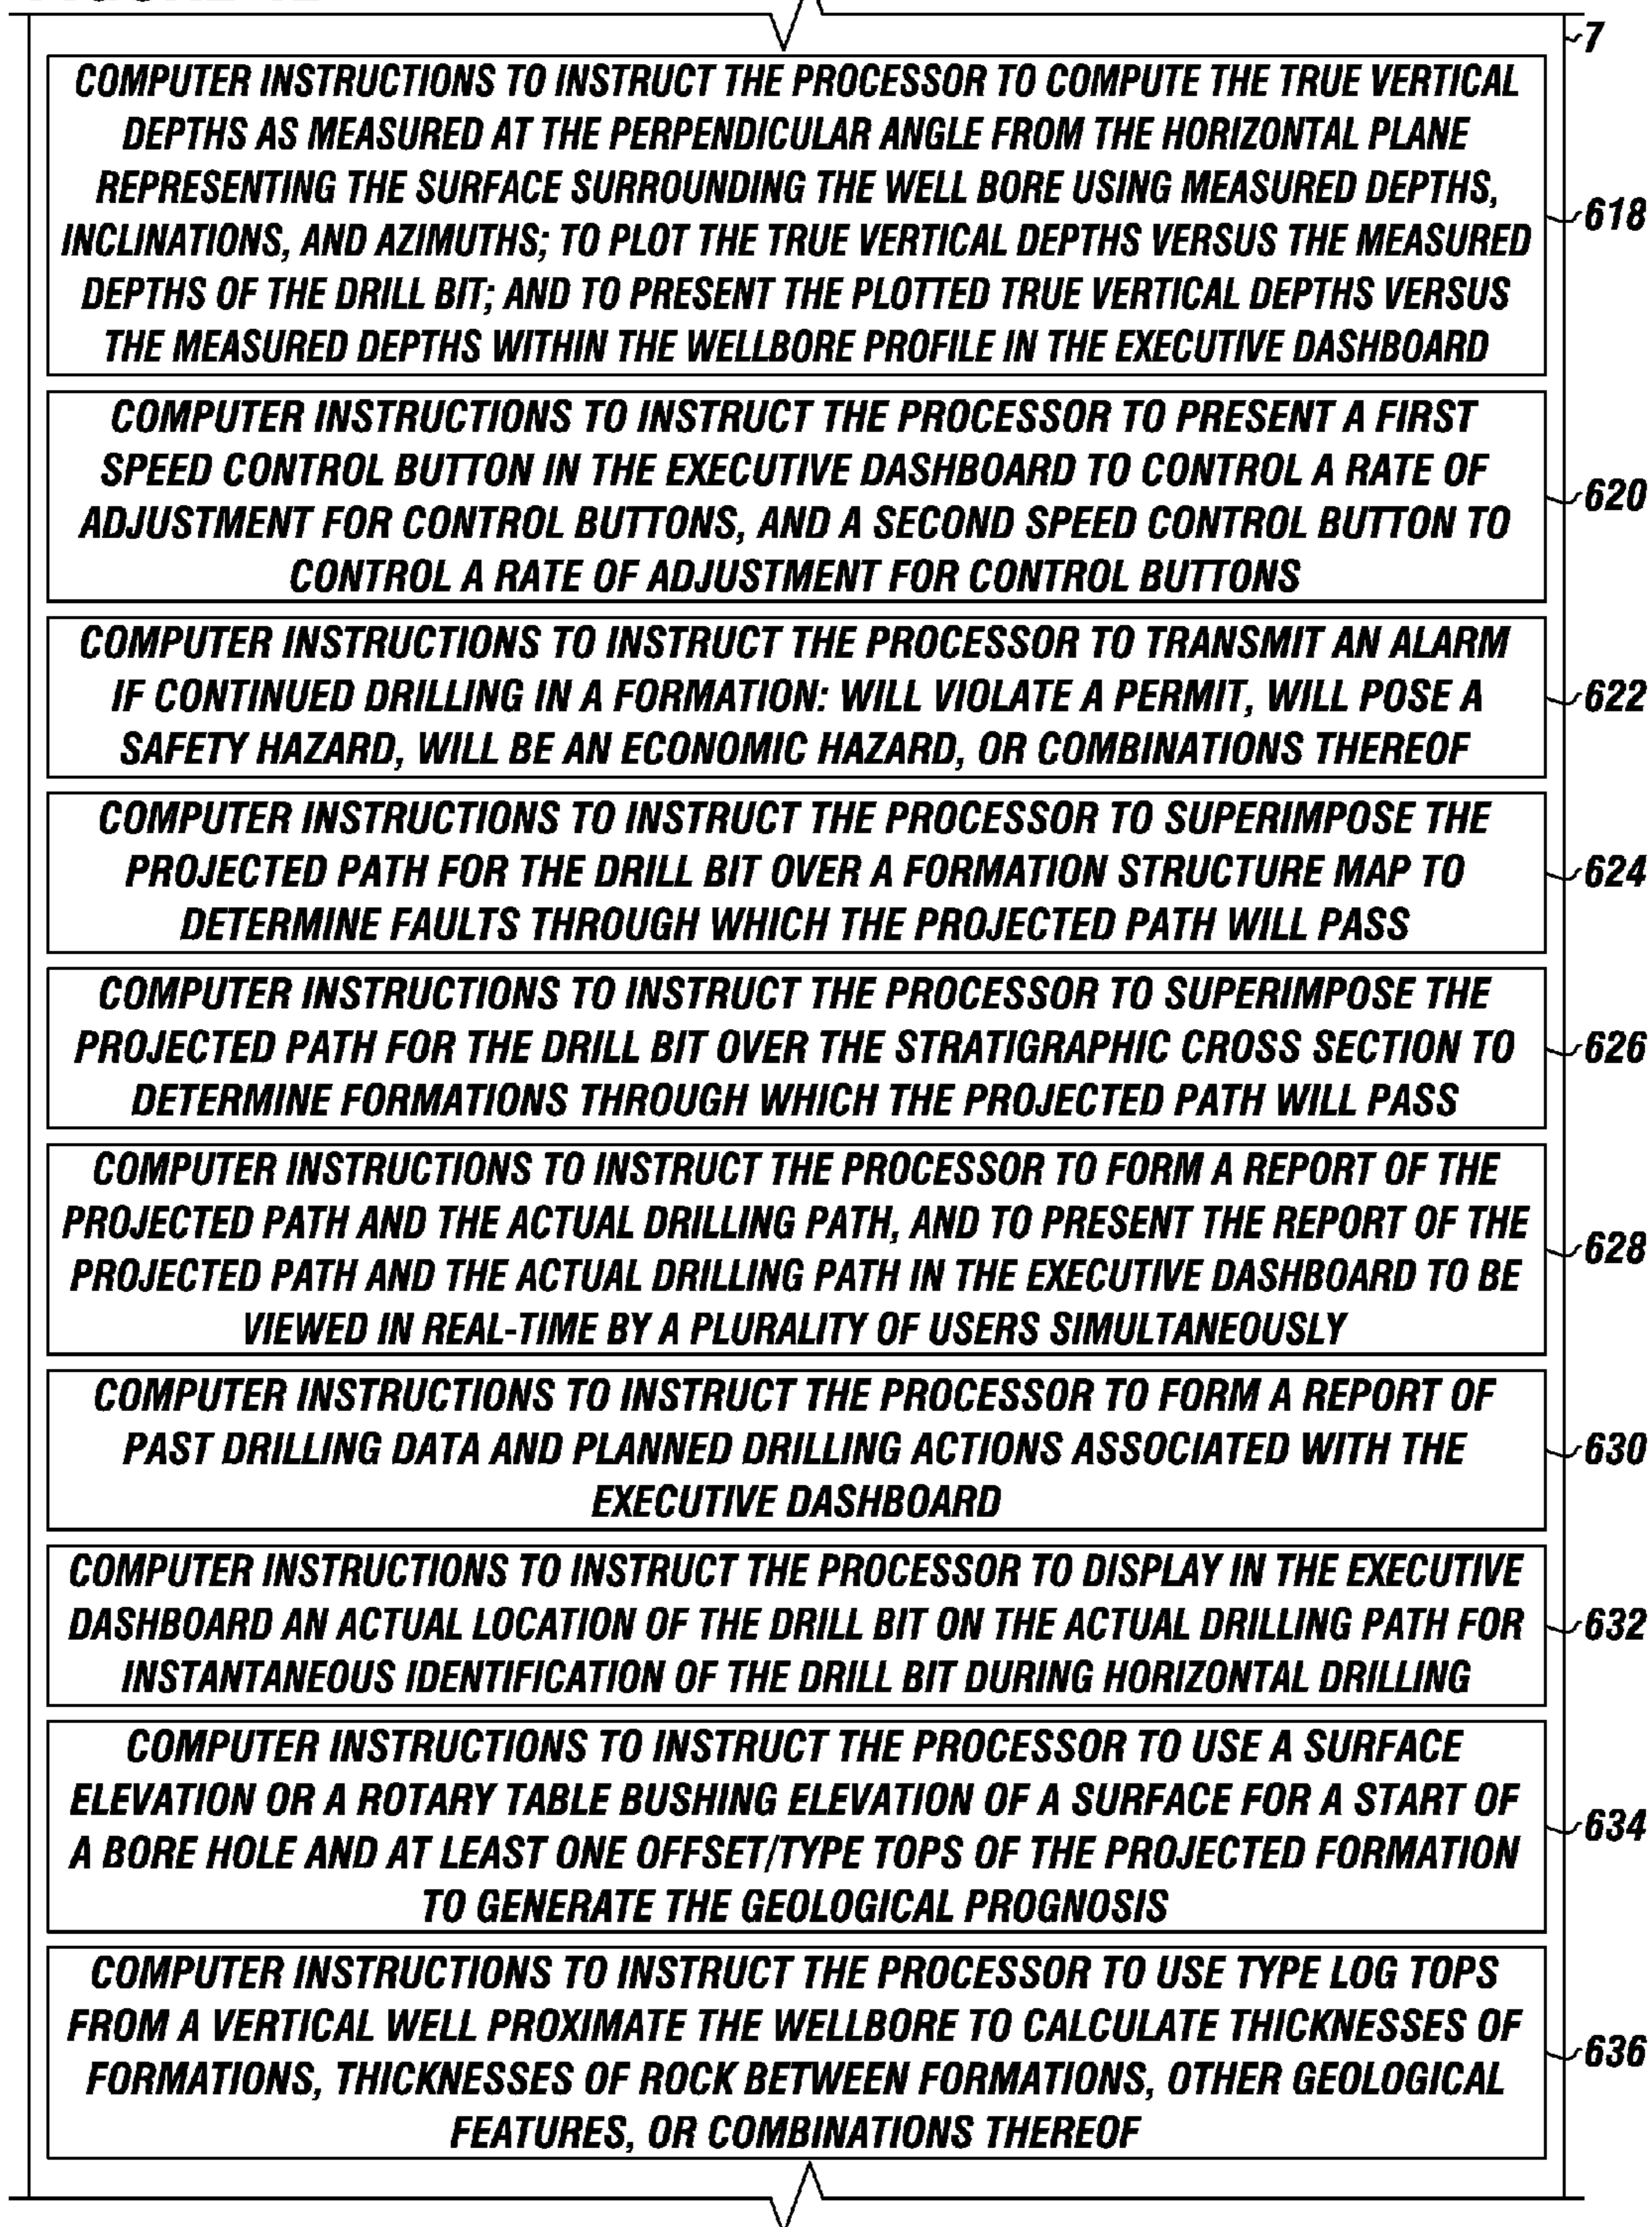 7
COMPUTER INSTRUCTIONS TO INSTRUCT THE PROCESSOR TO COMPUTE THE TRUE VERTICAL
DEPTHS AS MEASURED AT THE PERPENDICULAR ANGLE FROM THE HORIZONTAL PLANE
REPRESENTING THE SURFACE SURROUNDING THE WELL BORE USING MEASURED DEPTHS,
INCLINATIONS, AND AZIMUTHS; TO PLOT THE TRUE VERTICAL DEPTHS VERSUS THE MEASURED
DEPTHS OF THE DRILL BIT; AND TO PRESENT THE PLOTTED TRUE VERTICAL DEPTHS VERSUS
THE MEASURED DEPTHS WITHIN THE WELLBORE PROFILE IN THE EXECUTIVE DASHBOARD
618
COMPUTER INSTRUCTIONS TO INSTRUCT THE PROCESSOR TO PRESENT A FIRST
SPEED CONTROL BUTTON IN THE EXECUTIVE DASHBOARD TO CONTROL A RATE OF
ADJUSTMENT FOR CONTROL BUTTONS, AND A SECOND SPEED CONTROL BUTTON TO
CONTROL A RATE OF ADJUSTMENT FOR CONTROL BUTTONS
620
COMPUTER INSTRUCTIONS TO INSTRUCT THE PROCESSOR TO TRANSMIT AN ALARM
IF CONTINUED DRILLING IN A FORMATION: WILL VIOLATE A PERMIT, WILL POSE A
SAFETY HAZARD, WILL BE AN ECONOMIC HAZARD, OR COMBINATIONS THEREOF
622
COMPUTER INSTRUCTIONS TO INSTRUCT THE PROCESSOR TO SUPERIMPOSE THE
PROJECTED PATH FOR THE DRILL BIT OVER A FORMATION STRUCTURE MAP TO
DETERMINE FAULTS THROUGH WHICH THE PROJECTED PATH WILL PASS
624
COMPUTER INSTRUCTIONS TO INSTRUCT THE PROCESSOR TO SUPERIMPOSE THE
PROJECTED PATH FOR THE DRILL BIT OVER THE STRATIGRAPHIC CROSS SECTION TO
DETERMINE FORMATIONS THROUGH WHICH THE PROJECTED PATH WILL PASS
626
COMPUTER INSTRUCTIONS TO INSTRUCT THE PROCESSOR TO FORM A REPORT OF THE
PROJECTED PATH AND THE ACTUAL DRILLING PATH, AND TO PRESENT THE REPORT OF THE
PROJECTED PATH AND THE ACTUAL DRILLING PATH IN THE EXECUTIVE DASHBOARD TO BE
VIEWED IN REAL-TIME BY A PLURALITY OF USERS SIMULTANEOUSLY
628
COMPUTER INSTRUCTIONS TO INSTRUCT THE PROCESSOR TO FORM A REPORT OF
PAST DRILLING DATA AND PLANNED DRILLING ACTIONS ASSOCIATED WITH THE
EXECUTIVE DASHBOARD
630
COMPUTER INSTRUCTIONS TO INSTRUCT THE PROCESSOR TO DISPLAY IN THE EXECUTIVE
DASHBOARD AN ACTUAL LOCATION OF THE DRILL BIT ON THE ACTUAL DRILLING PATH FOR
INSTANTANEOUS IDENTIFICATION OF THE DRILL BIT DURING HORIZONTAL DRILLING
632
COMPUTER INSTRUCTIONS TO INSTRUCT THE PROCESSOR TO USE A SURFACE
ELEVATION OR A ROTARY TABLE BUSHING ELEVATION OF A SURFACE FOR A START OF
A BORE HOLE AND AT LEAST ONE OFFSET/TYPE TOPS OF THE PROJECTED FORMATION
TO GENERATE THE GEOLOGICAL PROGNOSIS
634
COMPUTER INSTRUCTIONS TO INSTRUCT THE PROCESSOR TO USE TYPE LOG TOPS
FROM A VERTICAL WELL PROXIMATE THE WELLBORE TO CALCULATE THICKNESSES OF
FORMATIONS, THICKNESSES OF ROCK BETWEEN FORMATIONS, OTHER GEOLOGICAL
FEATURES, OR COMBINATIONS THEREOF
636